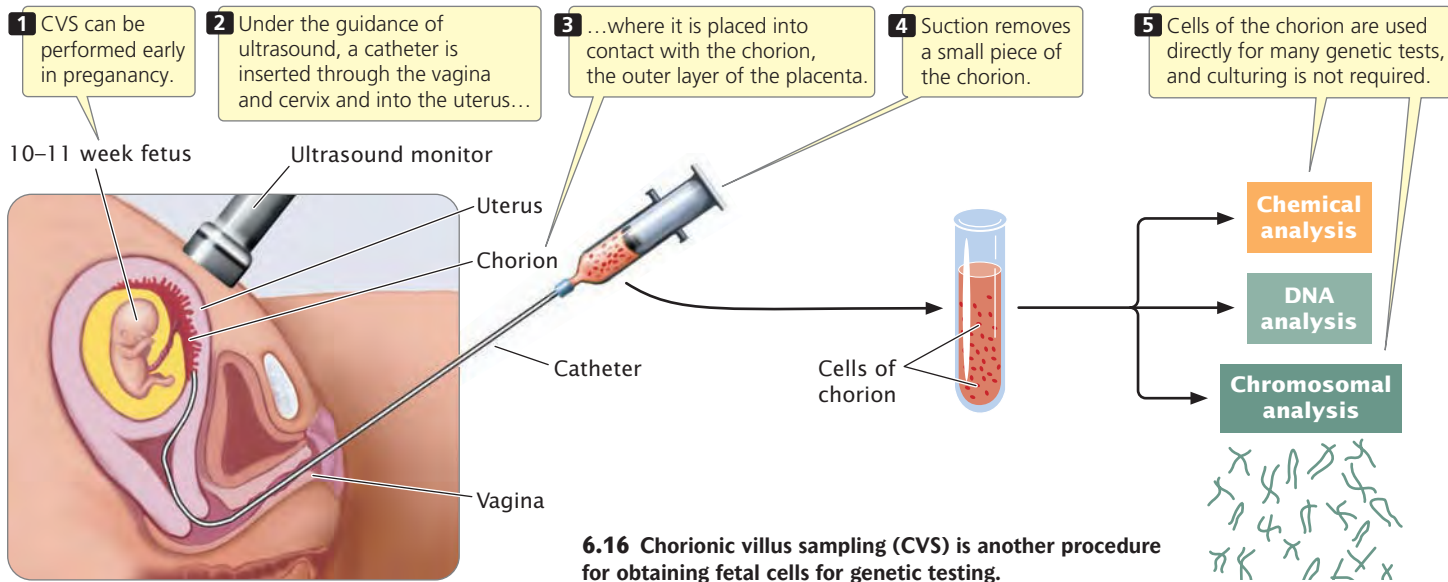 1 CVS can be
performed early
in preganancy.
2 Under the guidance of
ultrasound, a catheter is
inserted through the vagina
and cervix and into the uterus…
3 …where it is placed into
contact with the chorion,
the outer layer of the placenta.
4 Suction removes
a small piece of
the chorion.
5 Cells of the chorion are used
directly for many genetic tests,
and culturing is not required.
10–11 week fetus
Ultrasound monitor
Uterus
Chorion
Catheter
Vagina
Cells of
chorion
Chemical
analysis
DNA
analysis
Chromosomal
analysis
6.16 Chorionic villus sampling (CVS) is another procedure
for obtaining fetal cells for genetic testing.